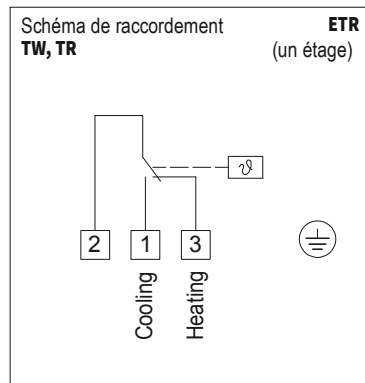 Schéma de raccordement ETR
TW, TR (un étage)
ϑ
2 1 3
Cooling
Heating